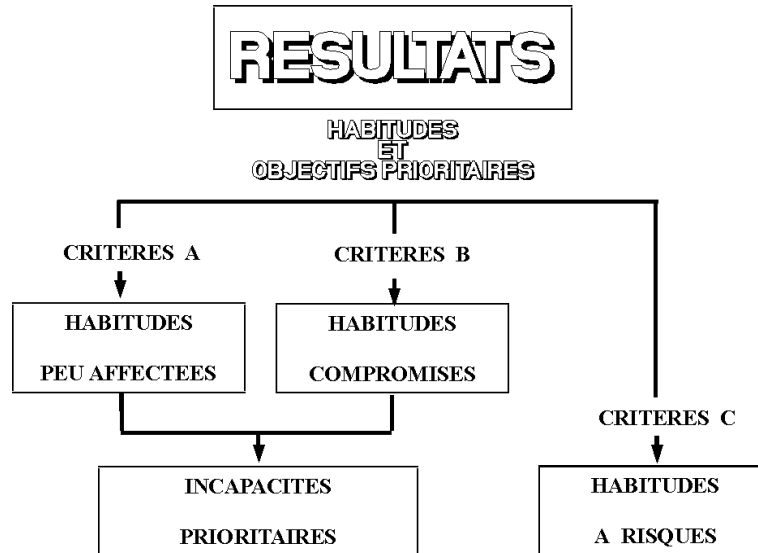 RESULTATS
HABITUDES
ET
OBJECTIFS PRIORITAIRES
CRITERES A
HABITUDES
PEU AFFECTEES
CRITERES B
HABITUDES
COMPROMISES
CRITERES C
INCAPACITES
PRIORITAIRES
HABITUDES
A RISQUES